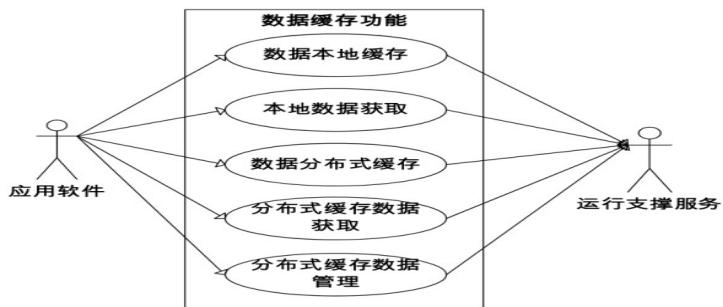 数据缓存功能
数据本地缓存
本地数据获取
数据分布式缓存
分布式缓存数据
获取
分布式缓存数据
管理
应用软件
运行支撑服务